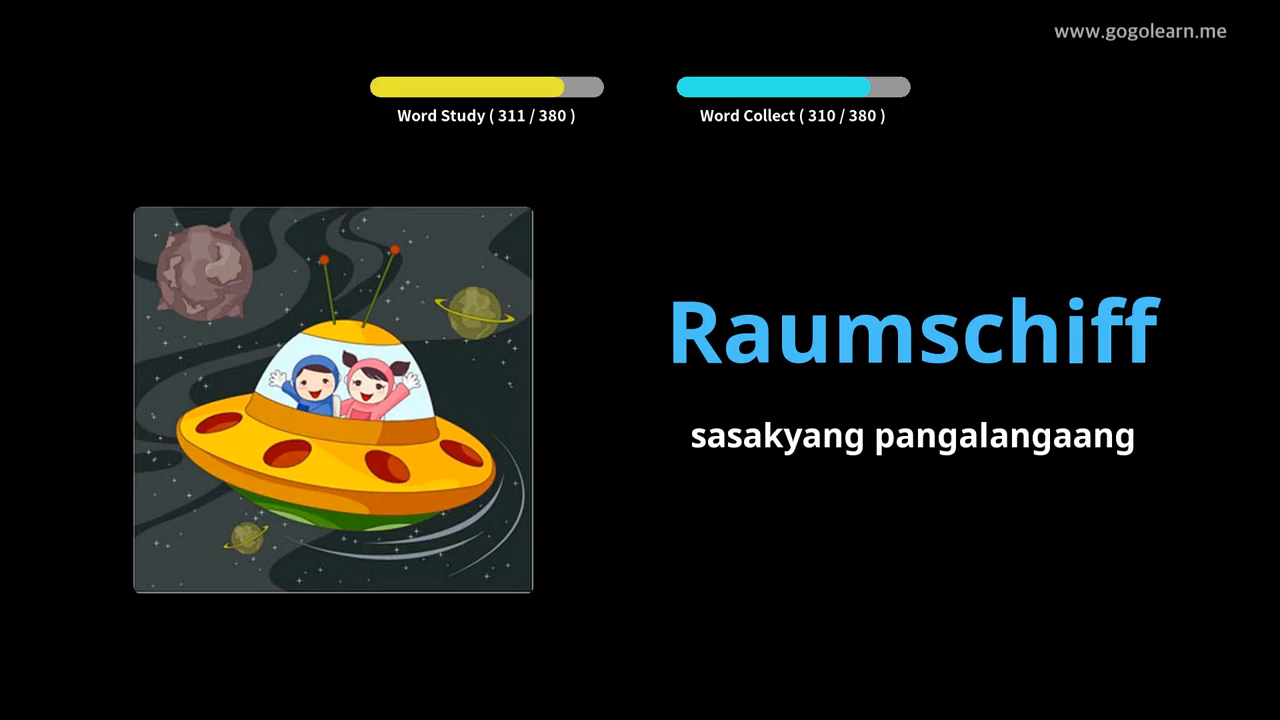 www.gogolearn.me
Word Study ( 311 / 380 )
Word Collect ( 310 / 380 )
Raumschiff
sasakyang pangalangaang